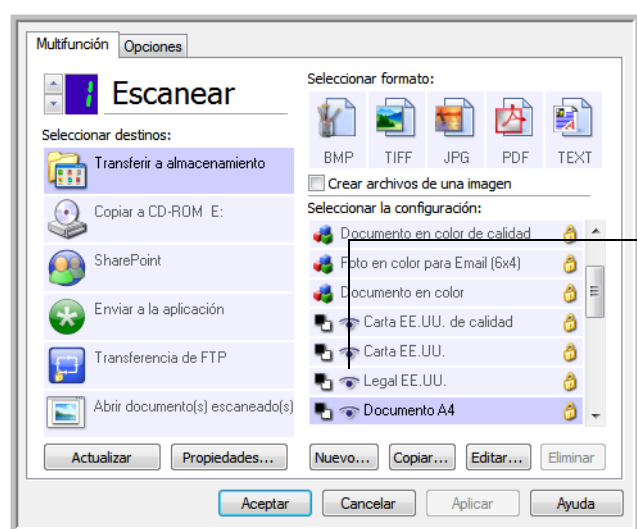 Multifunción
Opciones
1
Escanear
Seleccionar destinos:
Transferir a almacenamiento
Copiar a CD-ROM E:
SharePoint
Enviar a la aplicación
Transferencia de FTP
Abrir documento(s) escaneado(s)
Actualizar
Propiedades...
Seleccionar formato:
BMP
TIFF
JPG
PDF
TEXT
Crear archivos de una imagen
Seleccionar la configuración:
Documento en color de calidad
Foto en color para Email (6x4)
Documento en color
Carta EE.UU. de calidad
Carta EE.UU.
Legal EE.UU.
Documento A4
Nuevo...
Copiar...
Editar...
Eliminar
Aceptar
Cancelar
Aplicar
Ayuda